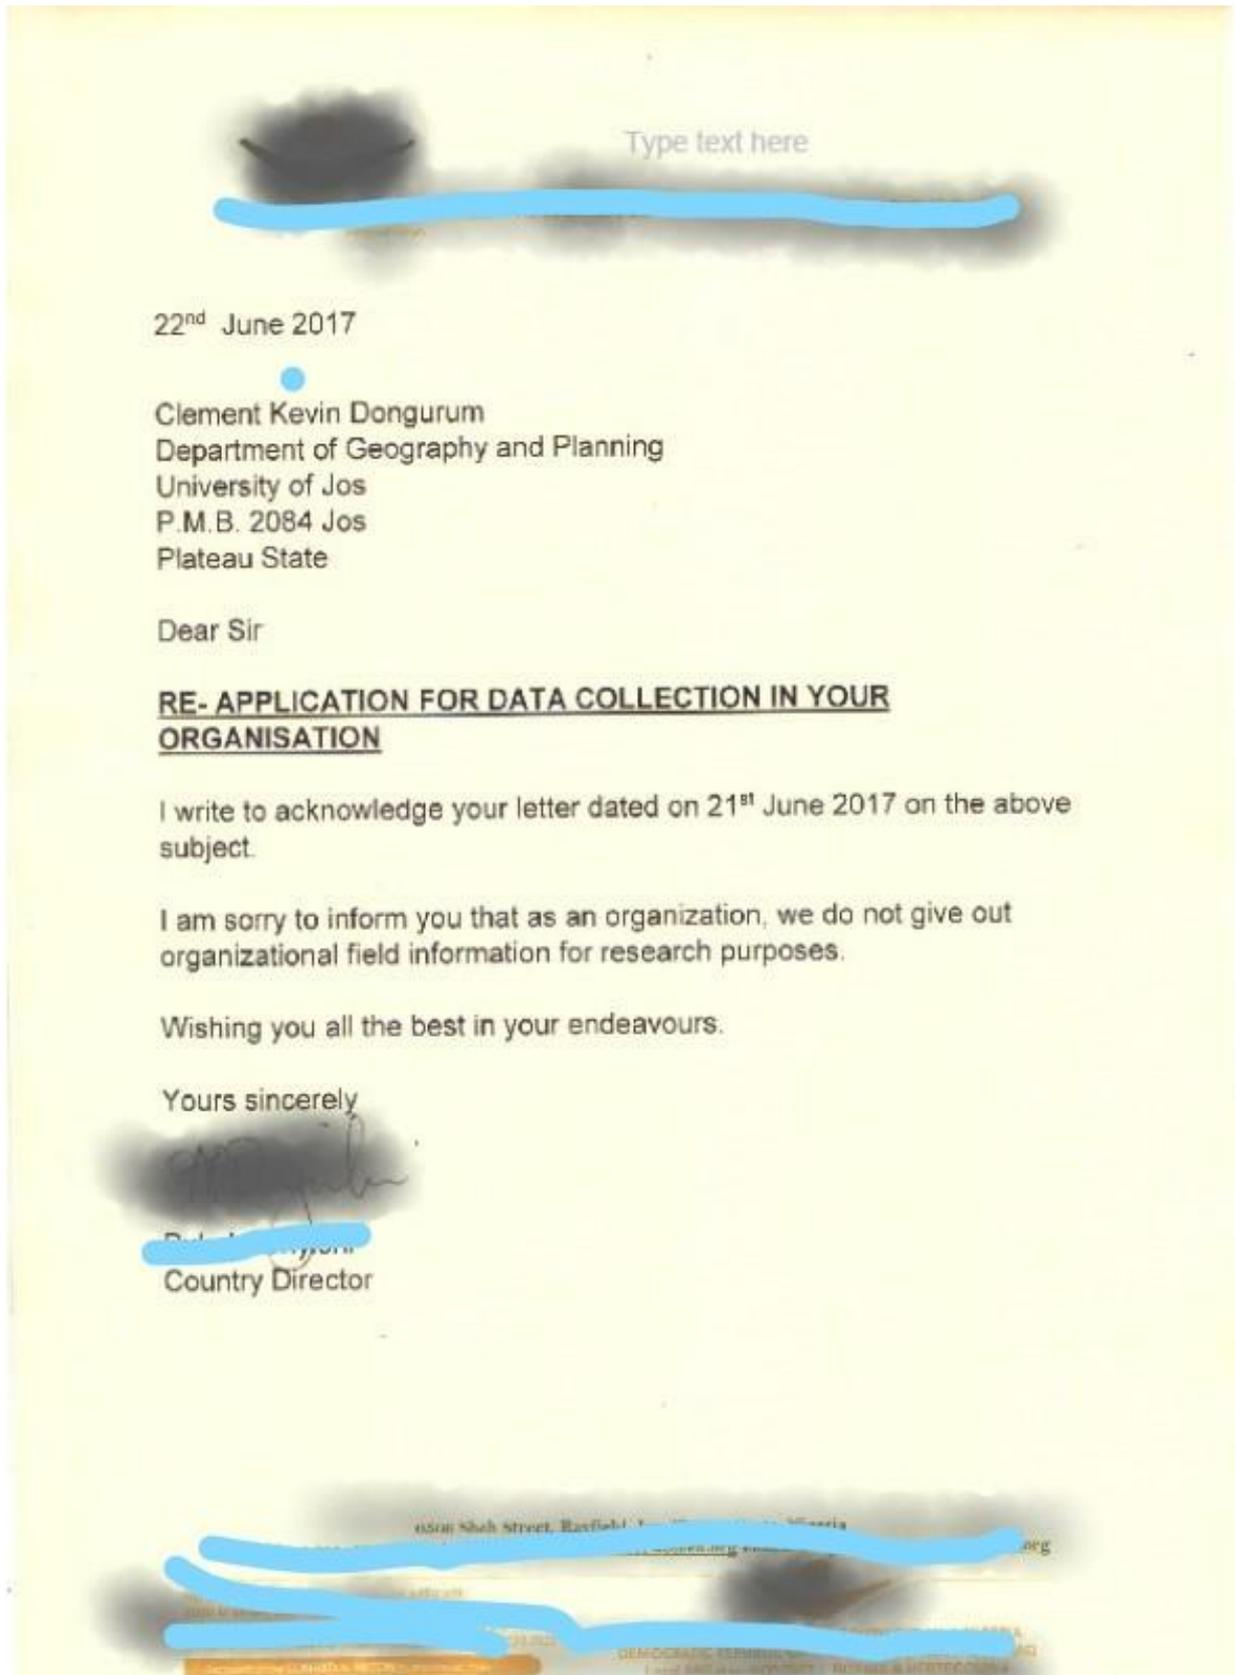 Type text here
22nd June 2017
Clement Kevin Dongurum
Department of Geography and Planning
University of Jos
P.M.B. 2084 Jos
Plateau State
Dear Sir
RE- APPLICATION FOR DATA COLLECTION IN YOUR
ORGANISATION
I write to acknowledge your letter dated on 21st June 2017 on the above
subject.
I am sorry to inform you that as an organization, we do not give out
organizational field information for research purposes.
Wishing you all the best in your endeavours.
Yours sincerely
Country Director
Street,